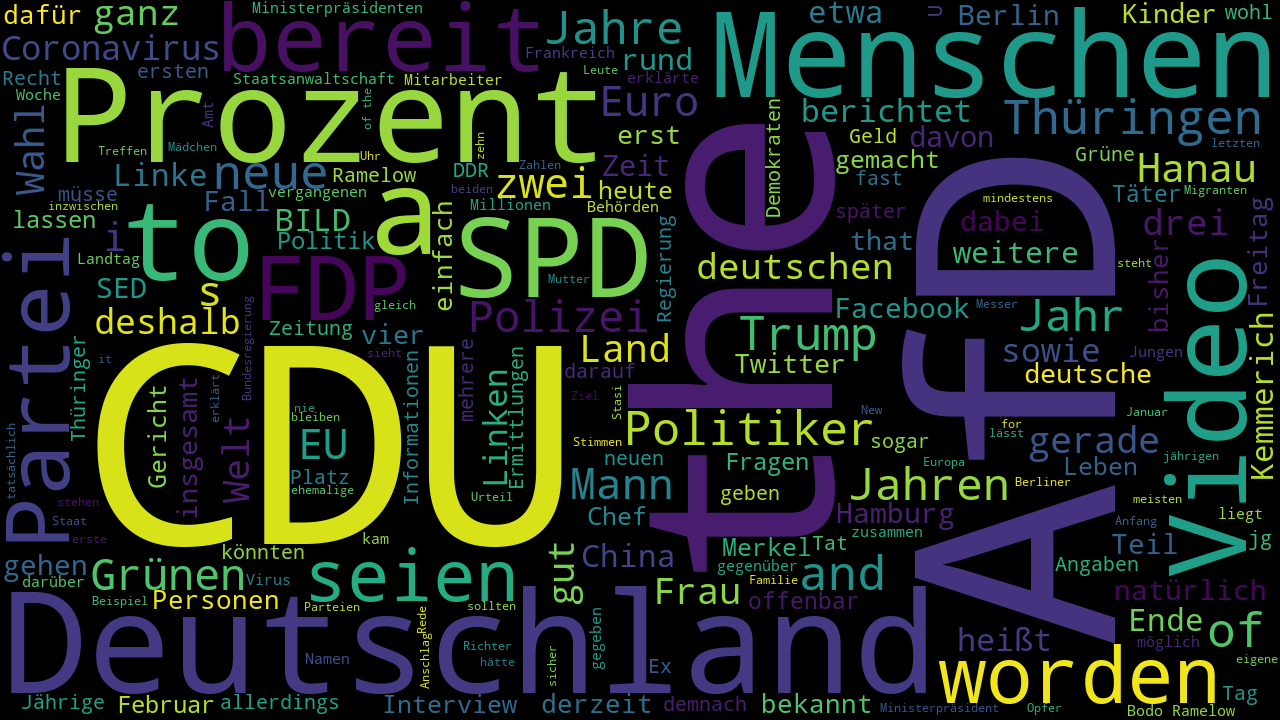 dafür
ganz
Ministerpräsidenten
bereit
Jahre
etwa
u
Berlin
Kinder
wohl
Coronavirus
ersten
Frankreich
rund
Menschen
Recht
Woche
Staatsanwaltschaft
Mitarbeiter
Leute
erklärte
Prozent
Amt
of the
Euro
berichtet
Thüringen
Wahl
Treffen
Mädchen
Uhr
zehn
erst
Demokraten
Geld
davon
letzten
Linke
neue
Ramelow
DDR
Zahlen
Zeit
the
gemacht
Grüne
Hanau
müsse
vergangenen
beiden
zwei
heute
fast
Täter
Migranten
inzwischen
Fall
a
Millionen
Behörden
mindestens
lassen
i
to
BILD
einfach
SPD
Regierung
später
dabei
drei
Freitag
Politik
that
weitere
Landtag
FDP
Mutter
deutschen
AfD
steht
bisher
Partei
SED
s
gleich
Polizei
Facebook
Messer
Video
deshalb
Bundesregierung
Zeitung
vier
Trump
Jahr
Kemmerich
Thüringer
it
CDU
sieht
mehrere
Land
Twitter
sowie
Jungen
erklärt
Informationen
Linken
Ermittlungen
darauf
deutsche
Gericht
insgesamt
Welt
nie
bleiben
Stasi
Ziel
New
Januar
tatsächlich
EU
Stimmen
Politiker
sogar
for
lässt
gerade
jährigen
Platz
neuen
Fragen
Europa
Leben
stehen
ehemalige
Urteil
Mann
geben
Jahren
Berliner
meisten
Staat
Chef
Hamburg
Anfang
liegt
erste
kam
zusammen
gehen
könnten
gut
China
Merkel
Tat
Teil
jg
darüber
Grünen
Virus
seien
gegenüber
and
Angaben
Beispiel
Personen
Parteien
sollten
Frau
Familie
offenbar
natürlich
Deutschland
Anschlag
Rede
gegeben
Ende
of
Namen
Richter
hätte
sicher
Ex
heißt
möglich
eigene
worden
Jährige
Februar
allerdings
Interview
derzeit
demnach
bekannt
Ministerpräsident
Opfer
Tag
Bodo Ramelow